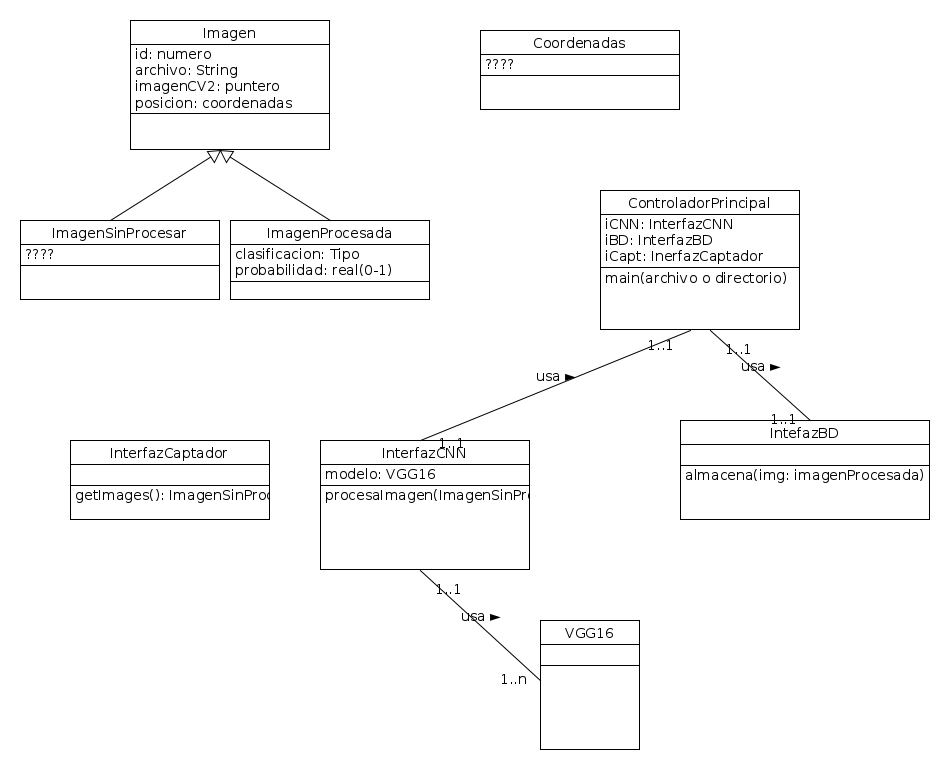 Imagen
id: numero
archivo: String
imagenCV2: puntero
posicion: coordenadas
Coordenadas
????
ImagenSinProcesar
????
ImagenProcesada
clasificacion: Tipo
probabilidad: real(0-1)
ControladorPrincipal
iCNN: InterfazCNN
iBD: InterfazBD
iCapt: InerfazCaptador
main(archivo o directorio)
1..1
1..1
usa ►
usa ►
1..1
1..1
InterfazCaptador
getImages(): ImagenSinProc
InterfazCNN
modelo: VGG16
procesaImagen(ImagenSinPr
IntefazBD
almacena(img: imagenProcesada)
1..1
usa ►
1..n
VGG16